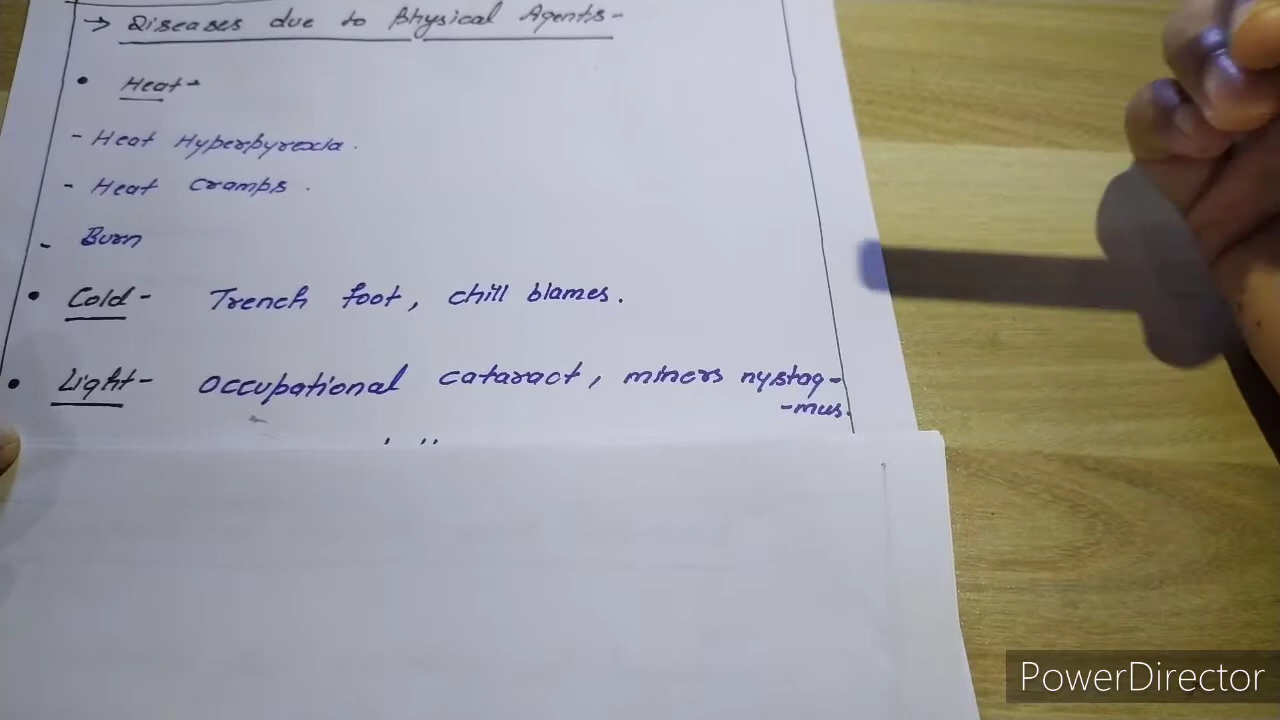 → Diseases due to Physical Agents-
• Heat-
- Heat Hyperpyrexia.
- Heat cramps.
- Burn
• Cold- Trench foot, chill blames.
• Light- Occupational cataract, miners nystag-
-mus.
PowerDirector